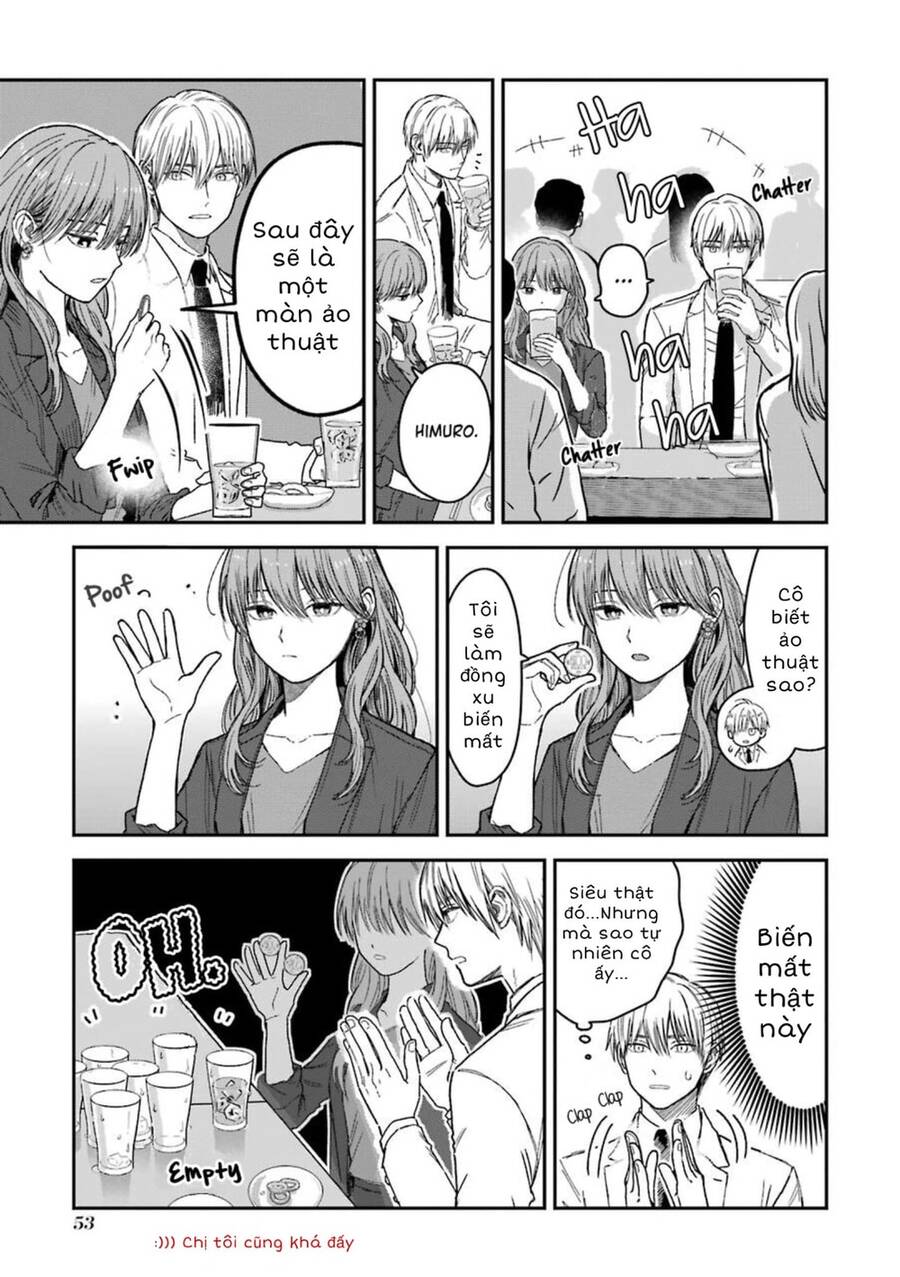 Ha
ha
ha
ha
Chatter
...
Chatter
HIMURO.
Sau đây
sẽ là
một
màn ảo
thuật
Fwip
Cô
biết
ảo
thuật
sao?
Tôi
sẽ
làm
đồng
xu
biến
mất
Poof
Biến
mất
thật
này
Siêu thật
đó...Nhưng
mà sao tự
nhiên cô
ấy...
Clap Clap
OH.
Empty
53
:))) Chị tôi cũng khá đấy